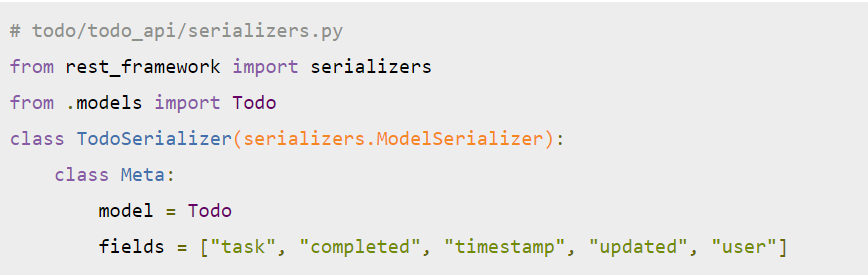 # todo/todo_api/serializers.py
from rest_framework import serializers
from .models import Todo
class TodoSerializer(serializers.ModelSerializer):
    class Meta:
        model = Todo
        fields = ["task", "completed", "timestamp", "updated", "user"]